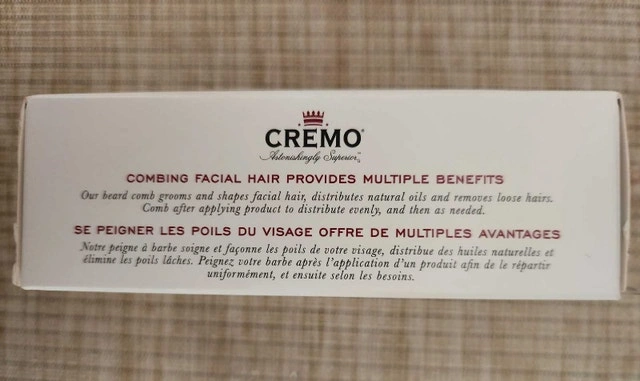 CREMO®
Astonishingly Superior™
COMBING FACIAL HAIR PROVIDES MULTIPLE BENEFITS
Our beard comb grooms and shapes facial hair, distributes natural oils and removes loose hairs.
Comb after applying product to distribute evenly, and then as needed.
SE PEIGNER LES POILS DU VISAGE OFFRE DE MULTIPLES AVANTAGES
Notre peigne à barbe soigne et façonne les poils de votre visage, distribue des huiles naturelles et
élimine les poils lâches. Peignez votre barbe après l'application d'un produit afin de le répartir
uniformément, et ensuite selon les besoins.